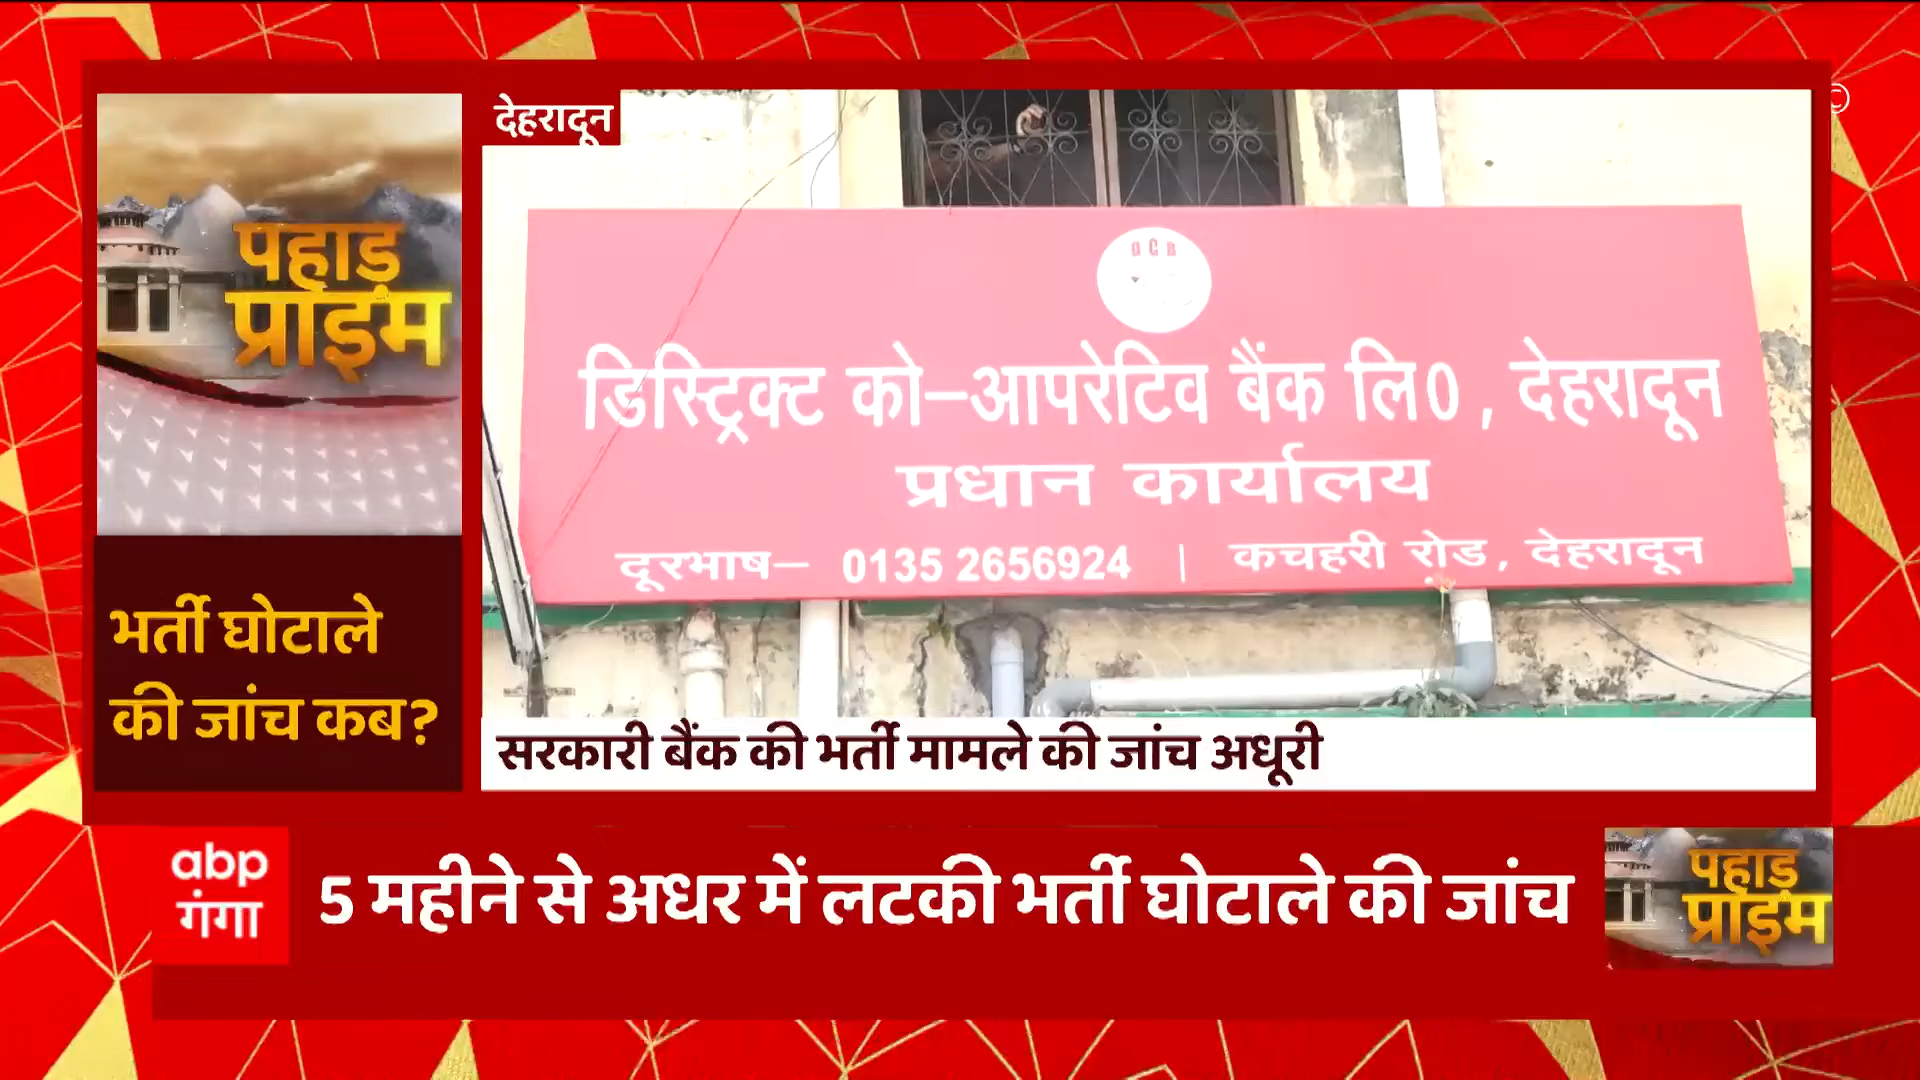 देहरादून
©
पहाड़
प्राइम
DCB
डिस्ट्रिक्ट को–आपरेटिव बैंक लि0 , देहरादून
प्रधान कार्यालय
दूरभाष– 0135 2656924 | कचहरी रोड, देहरादून
भर्ती घोटाले
की जांच कब?
सरकारी बैंक की भर्ती मामले की जांच अधूरी
abp
गंगा
5 महीने से अधर में लटकी भर्ती घोटाले की जांच
पहाड़
प्राइम